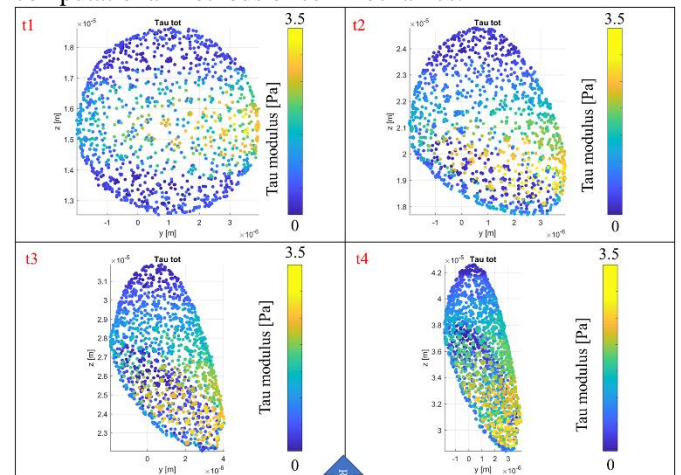 t1
×10⁻⁵
Tau tot
1.8
1.7
1.6
1.5
1.4
1.3
z [m]
-1 0 1 2 3
y [m]
×10⁻⁶
3.5
Tau modulus [Pa]
0
t2
×10⁻⁵
Tau tot
2.4
2.3
2.2
2.1
2
1.9
1.8
z [m]
-1 0 1 2 3
y [m]
×10⁻⁶
3.5
Tau modulus [Pa]
0
t3
×10⁻⁵
Tau tot
3.1
3
2.9
2.8
2.7
2.6
2.5
2.4
2.3
z [m]
0 2 4
y [m]
×10⁻⁶
3.5
Tau modulus [Pa]
0
t4
×10⁻⁵
Tau tot
4.2
4
3.8
3.6
3.4
3.2
3
z [m]
-1 0 1 2 3
y [m]
×10⁻⁶
3.5
Tau modulus [Pa]
0